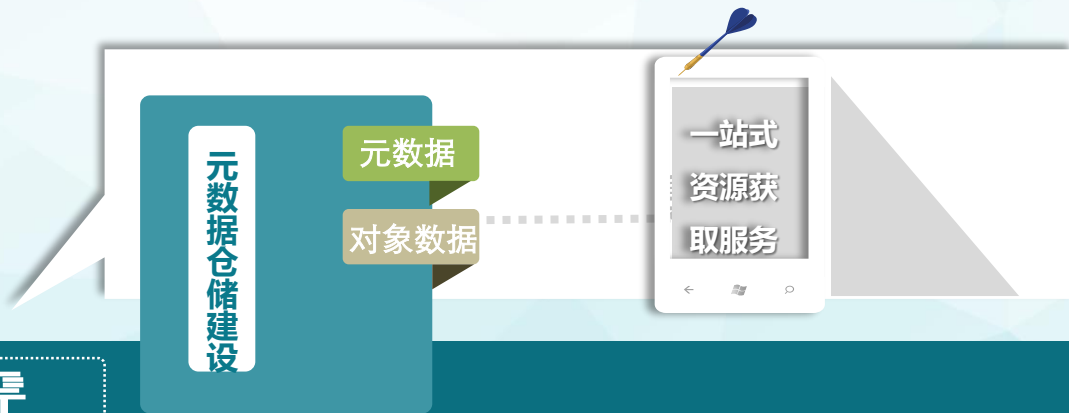 元数据仓储建设
元数据
对象数据
一站式
资源获
取服务